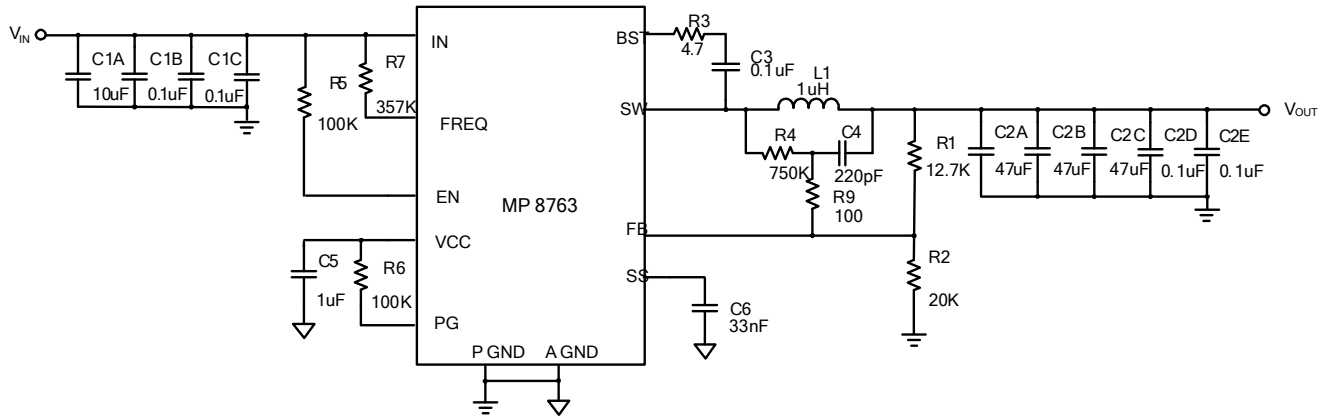 V_IN
C1A
10uF
C1B
0.1uF
C1C
0.1uF
R5
100K
R7
357K
IN
FREQ
EN
VCC
PG
MP 8763
P GND
A GND
BST
SW
FB
SS
C5
1uF
R6
100K
R3
4.7
C3
0.1uF
L1
1uH
R4
750K
C4
220pF
R9
100
R1
12.7K
R2
20K
C6
33nF
C2A
47uF
C2B
47uF
C2C
47uF
C2D
0.1uF
C2E
0.1uF
V_OUT